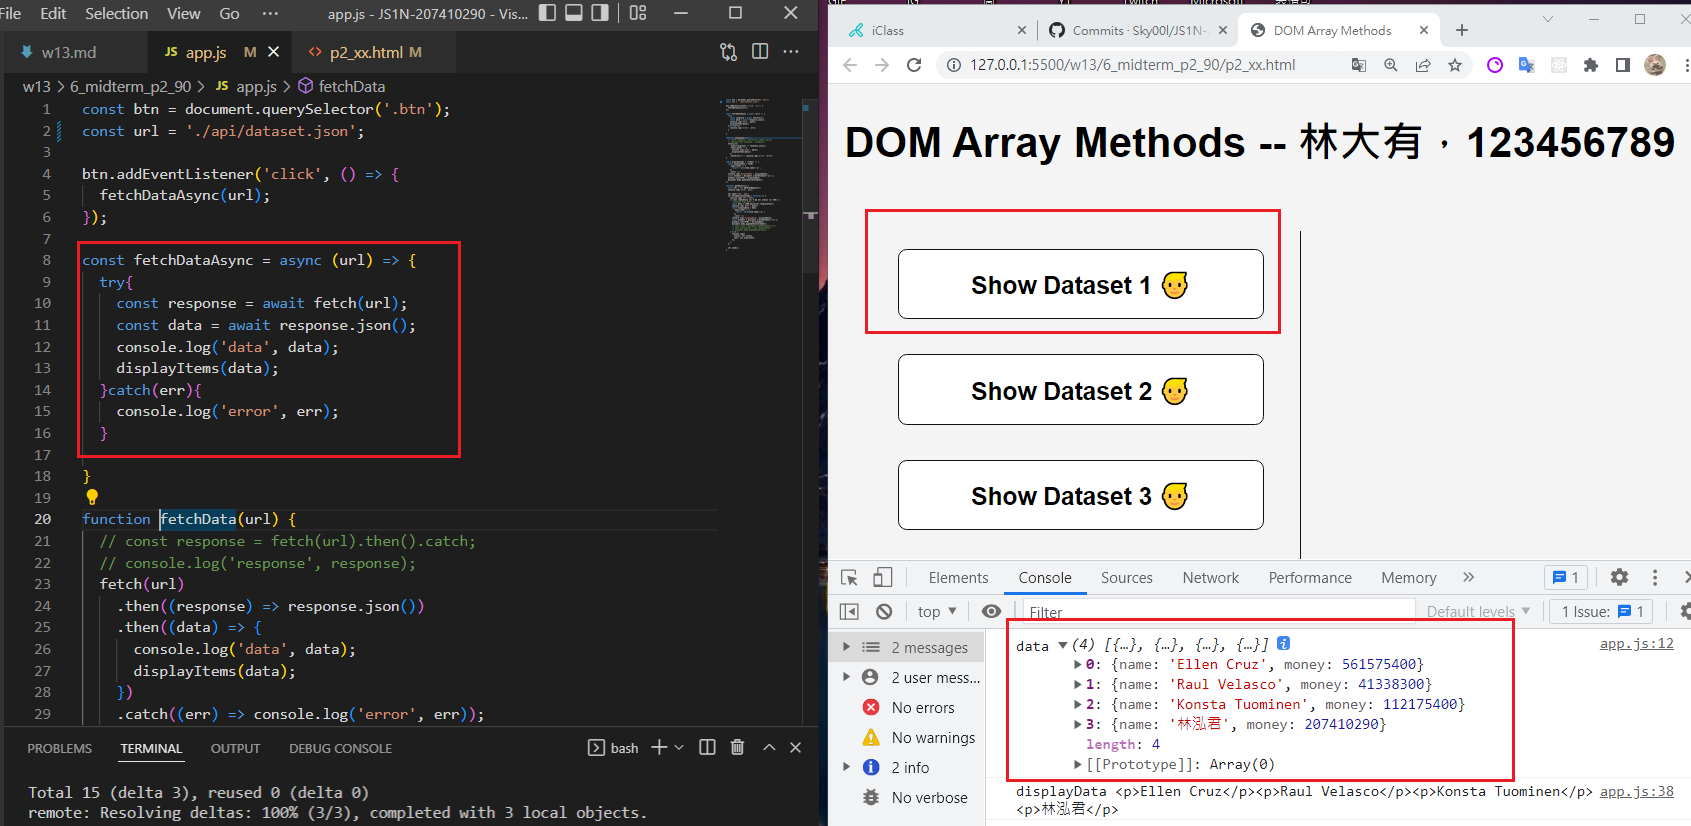 File Edit Selection View Go ··· app.js - JS1N-207410290 - Vis...
w13.md
JS app.js M
<> p2_xx.html M
w13 > 6_midterm_p2_90 > JS app.js > fetchData
1 const btn = document.querySelector('.btn');
2 const url = './api/dataset.json';
3
4 btn.addEventListener('click', () => {
5 fetchDataAsync(url);
6 });
7
8 const fetchDataAsync = async (url) => {
9 try{
10 const response = await fetch(url);
11 const data = await response.json();
12 console.log('data', data);
13 displayItems(data);
14 }catch(err){
15 console.log('error', err);
16 }
17
18 }
19
20 function fetchData(url) {
21 // const response = fetch(url).then().catch;
22 // console.log('response', response);
23 fetch(url)
24 .then((response) => response.json())
25 .then((data) => {
26 console.log('data', data);
27 displayItems(data);
28 })
29 .catch((err) => console.log('error', err));
PROBLEMS TERMINAL OUTPUT DEBUG CONSOLE
bash
Total 15 (delta 3), reused 0 (delta 0)
remote: Resolving deltas: 100% (3/3), completed with 3 local objects.
iClass
Commits · Sky00l/JS1N-
DOM Array Methods
127.0.0.1:5500/w13/6_midterm_p2_90/p2_xx.html
DOM Array Methods -- 林大有，123456789
Show Dataset 1
Show Dataset 2
Show Dataset 3
Elements Console Sources Network Performance Memory » 1
top Filter Default levels 1 Issue: 1
2 messages
2 user mess...
No errors
No warnings
2 info
No verbose
data (4) [{…}, {…}, {…}, {…}] app.js:12
0: {name: 'Ellen Cruz', money: 561575400}
1: {name: 'Raul Velasco', money: 41338300}
2: {name: 'Konsta Tuominen', money: 112175400}
3: {name: '林泓君', money: 207410290}
length: 4
[[Prototype]]: Array(0)
displayData <p>Ellen Cruz</p><p>Raul Velasco</p><p>Konsta Tuominen</p> app.js:38
<p>林泓君</p>